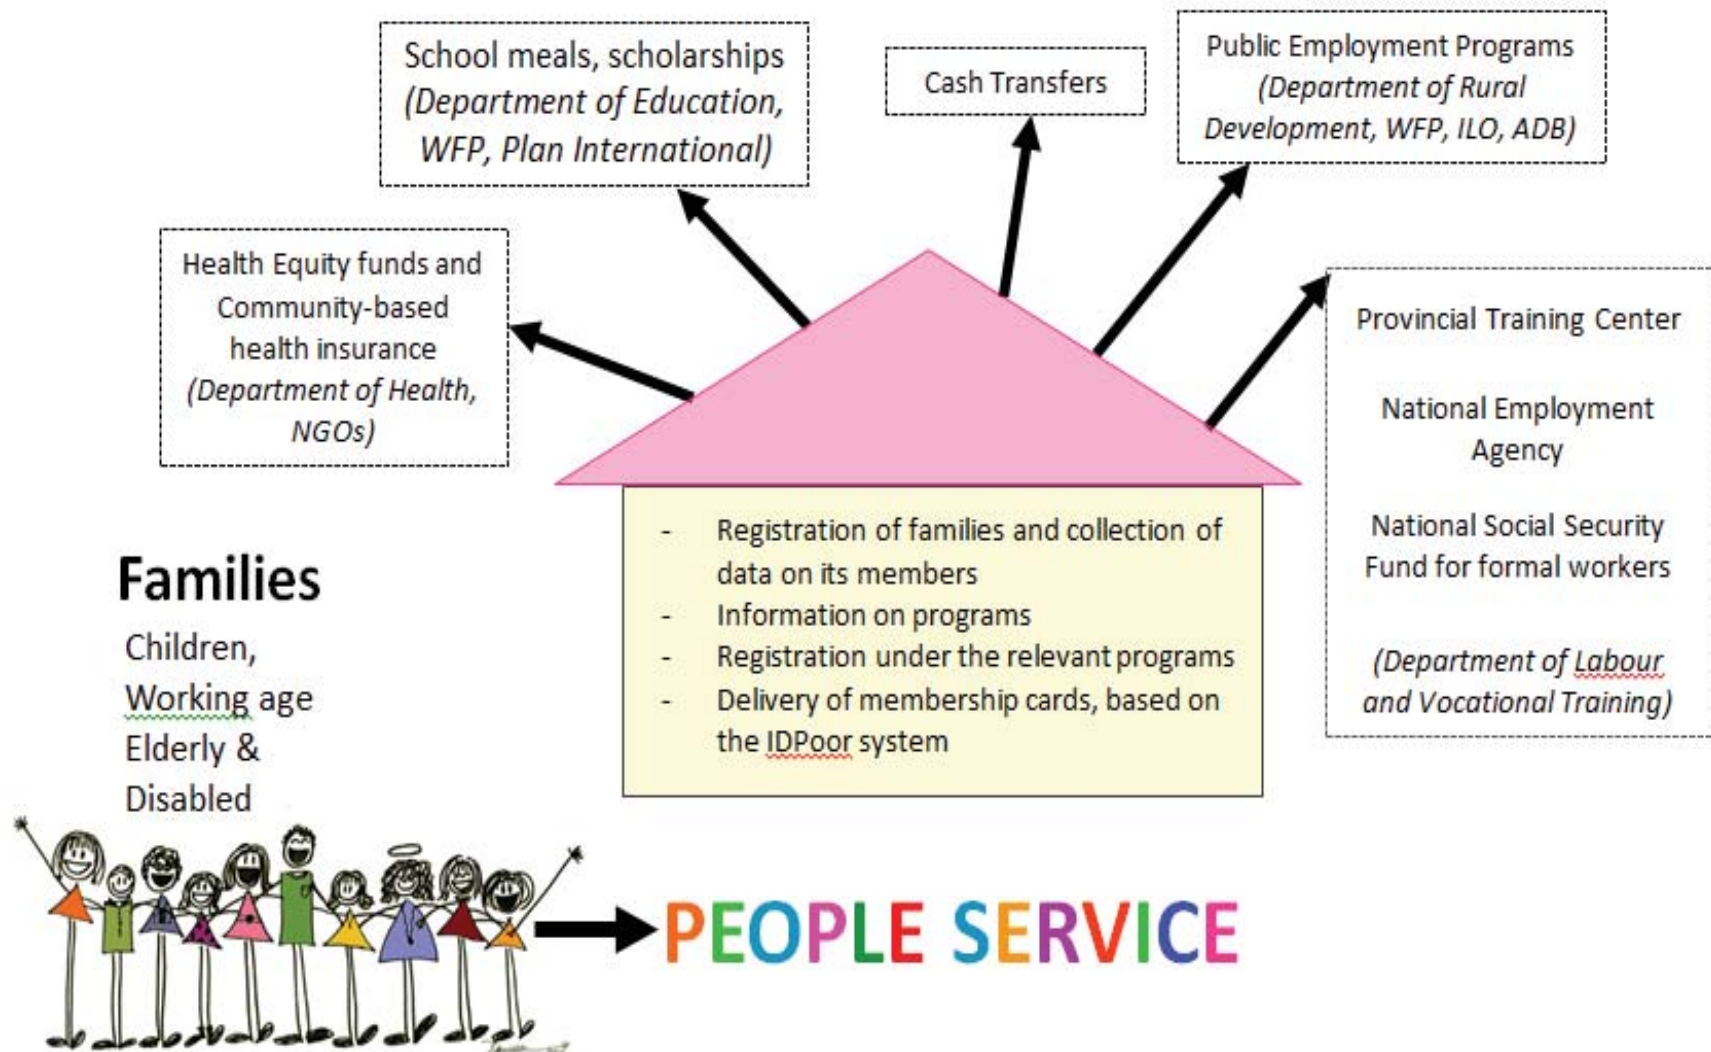 School meals, scholarships
(Department of Education,
WFP, Plan International)
Cash Transfers
Public Employment Programs
(Department of Rural
Development, WFP, ILO, ADB)
Health Equity funds and
Community-based
health insurance
(Department of Health,
NGOs)
Provincial Training Center
National Employment
Agency
National Social Security
Fund for formal workers
(Department of Labour
and Vocational Training)
- Registration of families and collection of
data on its members
- Information on programs
- Registration under the relevant programs
- Delivery of membership cards, based on
the IDPoor system
Families
Children,
Working age
Elderly &
Disabled
PEOPLE SERVICE